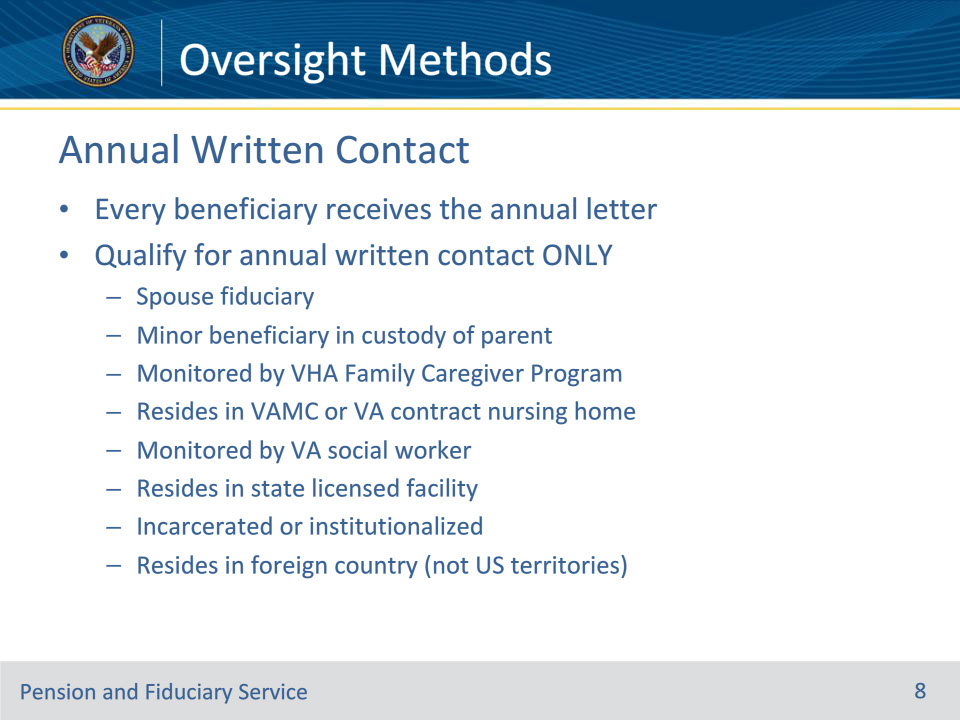 Oversight Methods
Annual Written Contact
• Every beneficiary receives the annual letter
• Qualify for annual written contact ONLY
– Spouse fiduciary
– Minor beneficiary in custody of parent
– Monitored by VHA Family Caregiver Program
– Resides in VAMC or VA contract nursing home
– Monitored by VA social worker
– Resides in state licensed facility
– Incarcerated or institutionalized
– Resides in foreign country (not US territories)
Pension and Fiduciary Service
8